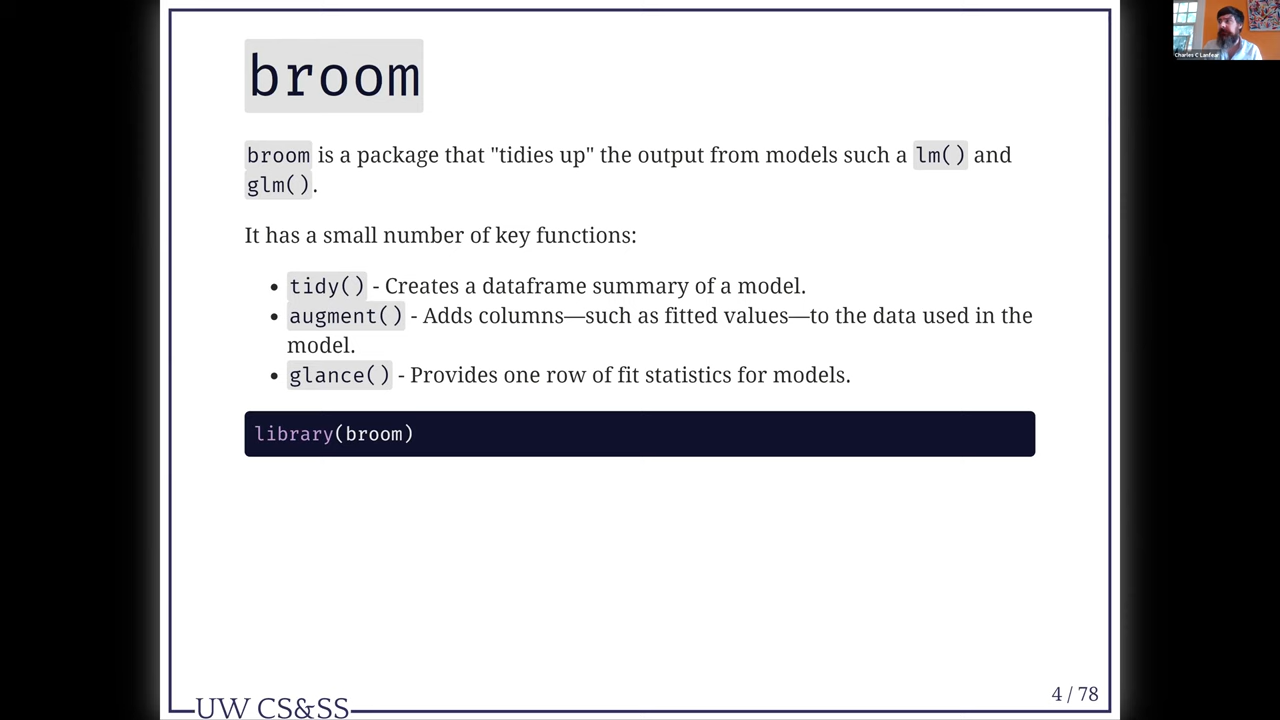 broom
broom is a package that "tidies up" the output from models such a lm() and
glm().
It has a small number of key functions:
• tidy() - Creates a dataframe summary of a model.
• augment() - Adds columns—such as fitted values—to the data used in the
model.
• glance() - Provides one row of fit statistics for models.
library(broom)
UW CS&SS
4 / 78
Charles C Lanfear